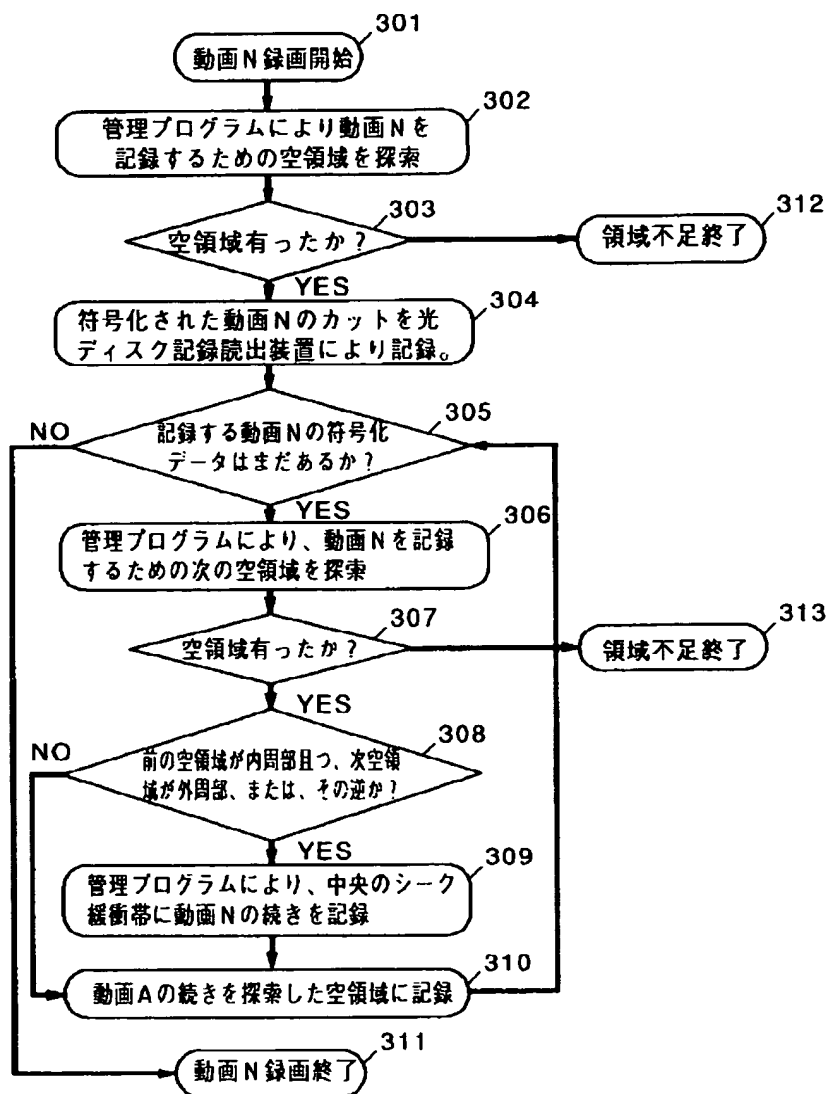 301
動画N録画開始
302
管理プログラムにより動画Nを
記録するための空領域を探索
303
空領域有ったか?
312
領域不足終了
YES
304
符号化された動画Nのカットを光
ディスク記録読出装置により記録。
305
NO
記録する動画Nの符号化
データはまだあるか?
YES
306
管理プログラムにより、動画Nを記録
するための次の空領域を探索
307
空領域有ったか?
313
領域不足終了
YES
308
NO
前の空領域が内周部且つ、次空領
域が外周部、または、その逆か?
YES
309
管理プログラムにより、中央のシーク
緩衝帯に動画Nの続きを記録
310
動画Aの続きを探索した空領域に記録
311
動画N録画終了